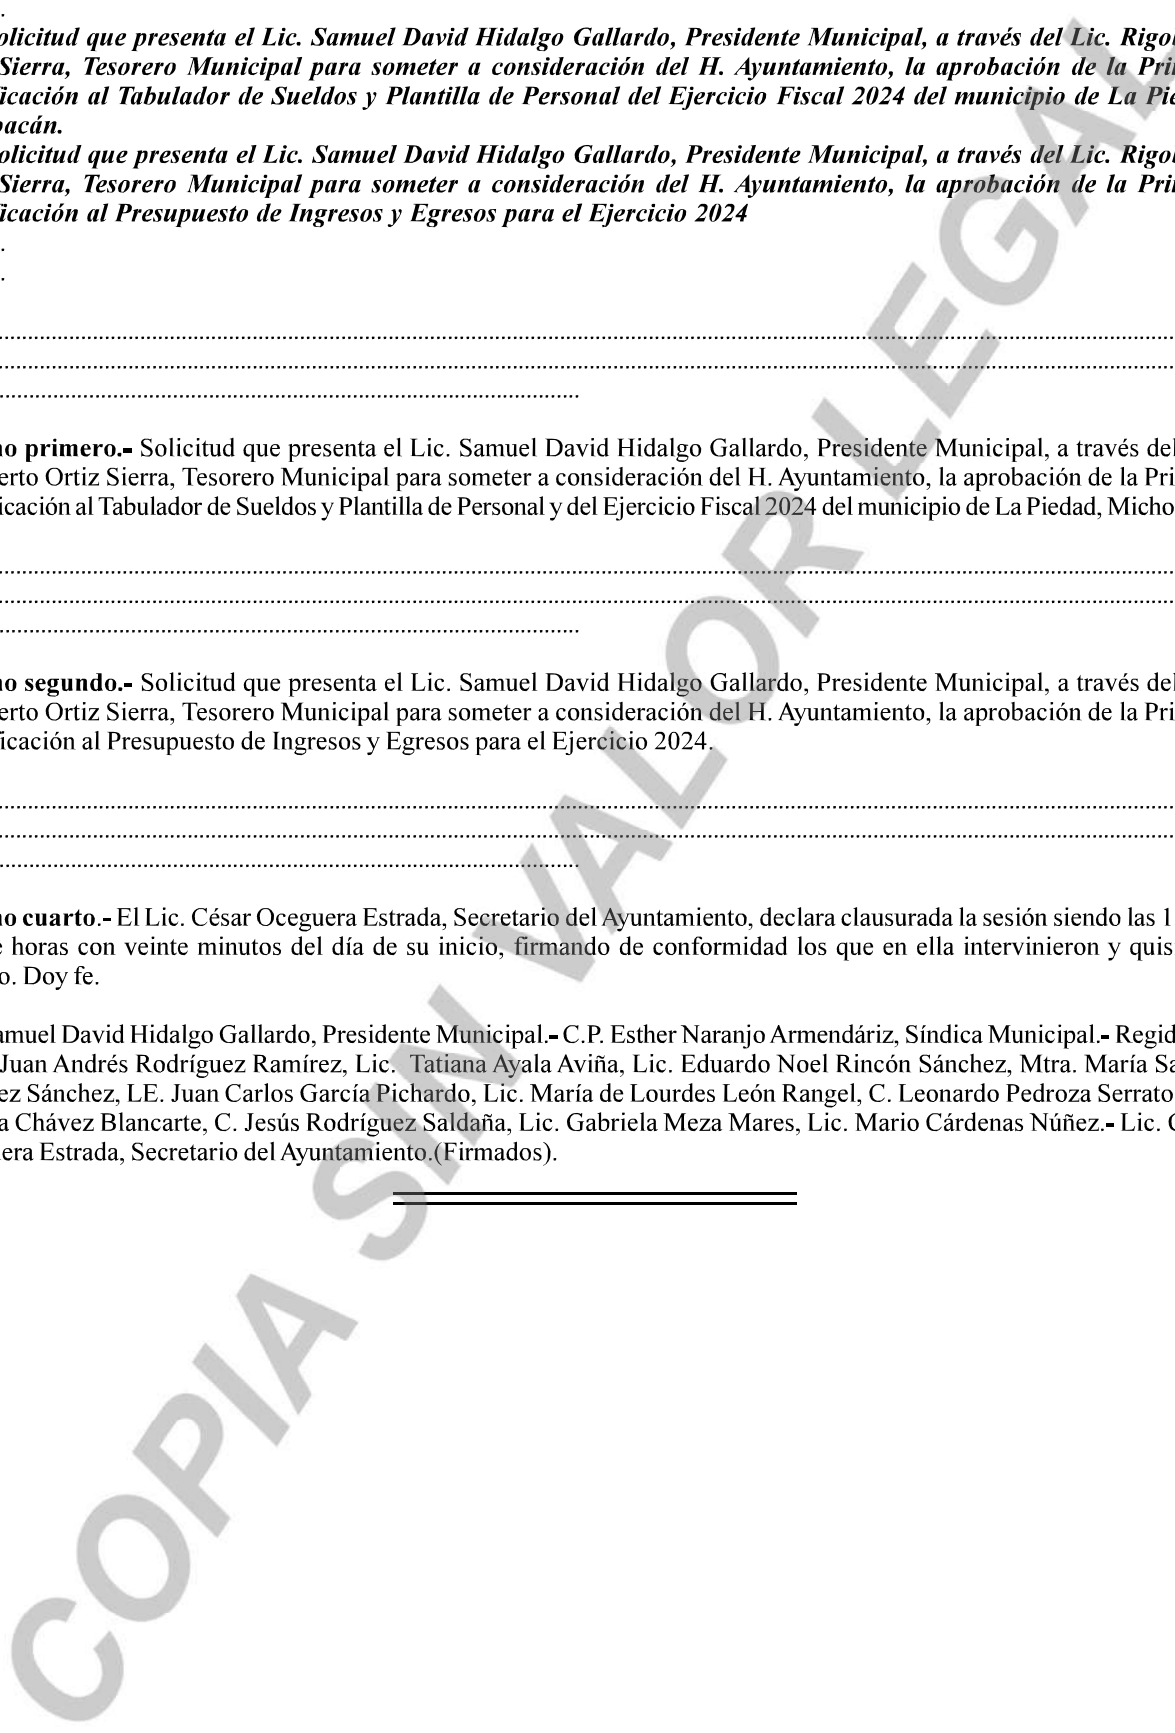 .
olicitud que presenta el Lic. Samuel David Hidalgo Gallardo, Presidente Municipal, a través del Lic. Rigol
Sierra, Tesorero Municipal para someter a consideración del H. Ayuntamiento, la aprobación de la Pri
ficación al Tabulador de Sueldos y Plantilla de Personal del Ejercicio Fiscal 2024 del municipio de La Pie
oacán.
olicitud que presenta el Lic. Samuel David Hidalgo Gallardo, Presidente Municipal, a través del Lic. Rigol
Sierra, Tesorero Municipal para someter a consideración del H. Ayuntamiento, la aprobación de la Pri
ficación al Presupuesto de Ingresos y Egresos para el Ejercicio 2024
.
.
no primero.- Solicitud que presenta el Lic. Samuel David Hidalgo Gallardo, Presidente Municipal, a través del
erto Ortiz Sierra, Tesorero Municipal para someter a consideración del H. Ayuntamiento, la aprobación de la Pri
icación al Tabulador de Sueldos y Plantilla de Personal y del Ejercicio Fiscal 2024 del municipio de La Piedad, Micho
no segundo.- Solicitud que presenta el Lic. Samuel David Hidalgo Gallardo, Presidente Municipal, a través del
erto Ortiz Sierra, Tesorero Municipal para someter a consideración del H. Ayuntamiento, la aprobación de la Pri
ficación al Presupuesto de Ingresos y Egresos para el Ejercicio 2024.
no cuarto.- El Lic. César Oceguera Estrada, Secretario del Ayuntamiento, declara clausurada la sesión siendo las 1
e horas con veinte minutos del día de su inicio, firmando de conformidad los que en ella intervinieron y quis
o. Doy fe.
amuel David Hidalgo Gallardo, Presidente Municipal.- C.P. Esther Naranjo Armendáriz, Síndica Municipal.- Regid
Juan Andrés Rodríguez Ramírez, Lic. Tatiana Ayala Aviña, Lic. Eduardo Noel Rincón Sánchez, Mtra. María Sa
ez Sánchez, LE. Juan Carlos García Pichardo, Lic. María de Lourdes León Rangel, C. Leonardo Pedroza Serrato
a Chávez Blancarte, C. Jesús Rodríguez Saldaña, Lic. Gabriela Meza Mares, Lic. Mario Cárdenas Núñez.- Lic. C
uera Estrada, Secretario del Ayuntamiento.(Firmados).
COPIA SIN VALOR LEGAL